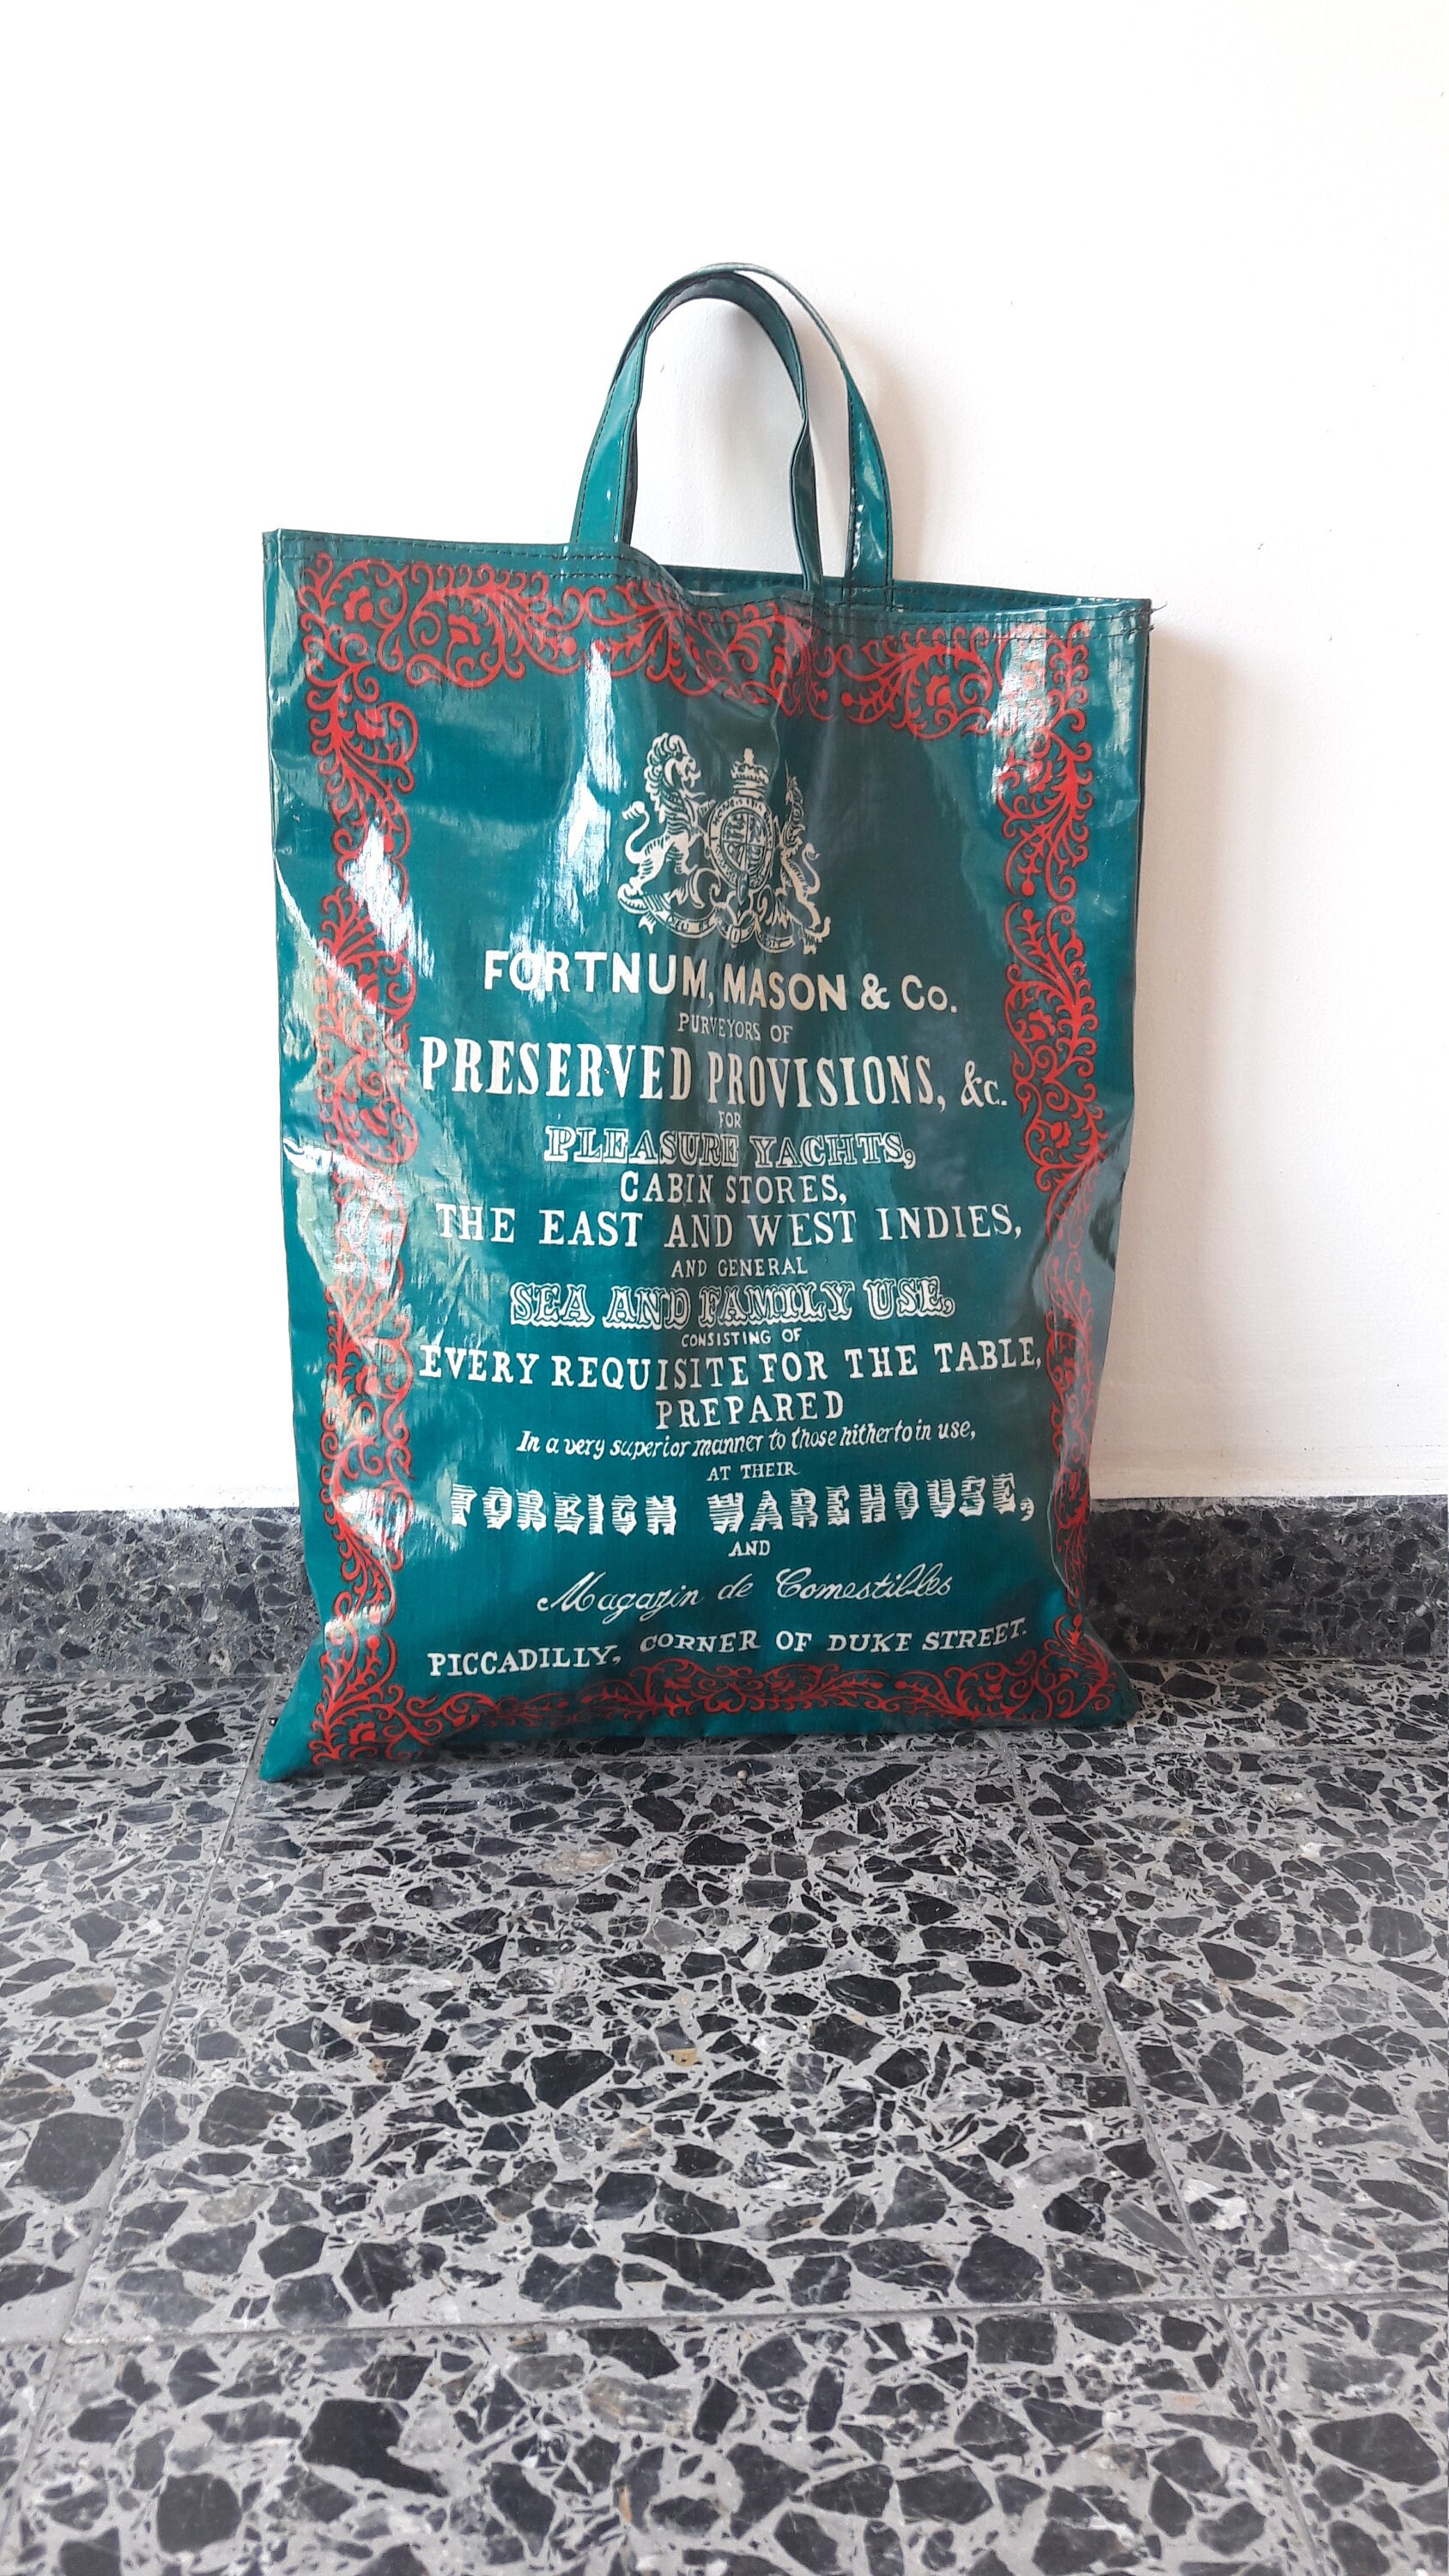 FORTNUM, MASON & Co.
PURVEYORS OF
PRESERVED PROVISIONS, &c.
FOR
PLEASURE YACHTS,
CABIN STORES,
THE EAST AND WEST INDIES,
AND GENERAL
SEA AND FAMILY USE,
CONSISTING OF
EVERY REQUISITE FOR THE TABLE,
PREPARED
In a very superior manner to those hitherto in use,
AT THEIR
FOREIGN WAREHOUSE,
AND
Magazin de Comestibles
PICCADILLY, CORNER OF DUKE STREET.